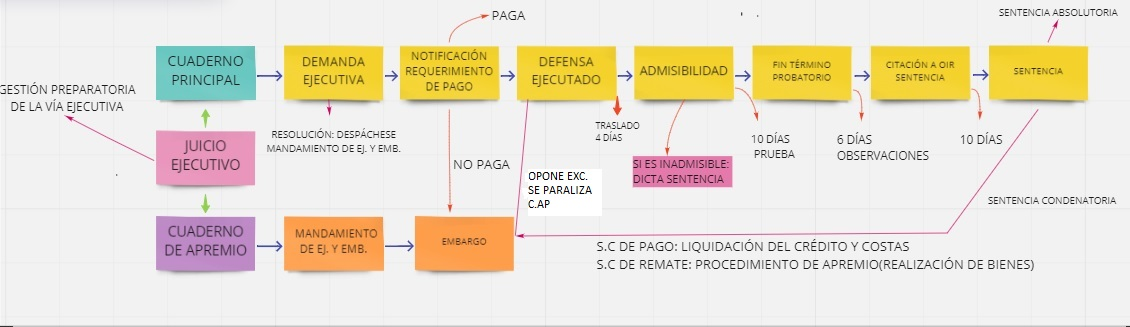 PAGA
SENTENCIA ABSOLUTORIA
CUADERNO
PRINCIPAL
DEMANDA
EJECUTIVA
NOTIFICACIÓN
REQUERIMIENTO
DE PAGO
DEFENSA
EJECUTADO
ADMISIBILIDAD
FIN TÉRMINO
PROBATORIO
CITACIÓN A OIR
SENTENCIA
SENTENCIA
GESTIÓN PREPARATORIA
DE LA VÍA EJECUTIVA
RESOLUCIÓN: DESPÁCHESE
MANDAMIENTO DE EJ. Y EMB.
TRASLADO
4 DÍAS
10 DÍAS
PRUEBA
6 DÍAS
OBSERVACIONES
10 DÍAS
JUICIO
EJECUTIVO
NO PAGA
SI ES INADMISIBLE:
DICTA SENTENCIA
OPONE EXC.
SE PARALIZA
C.AP
SENTENCIA CONDENATORIA
CUADERNO
DE APREMIO
MANDAMIENTO
DE EJ. Y EMB.
EMBARGO
S.C DE PAGO: LIQUIDACIÓN DEL CRÉDITO Y COSTAS
S.C DE REMATE: PROCEDIMIENTO DE APREMIO(REALIZACIÓN DE BIENES)